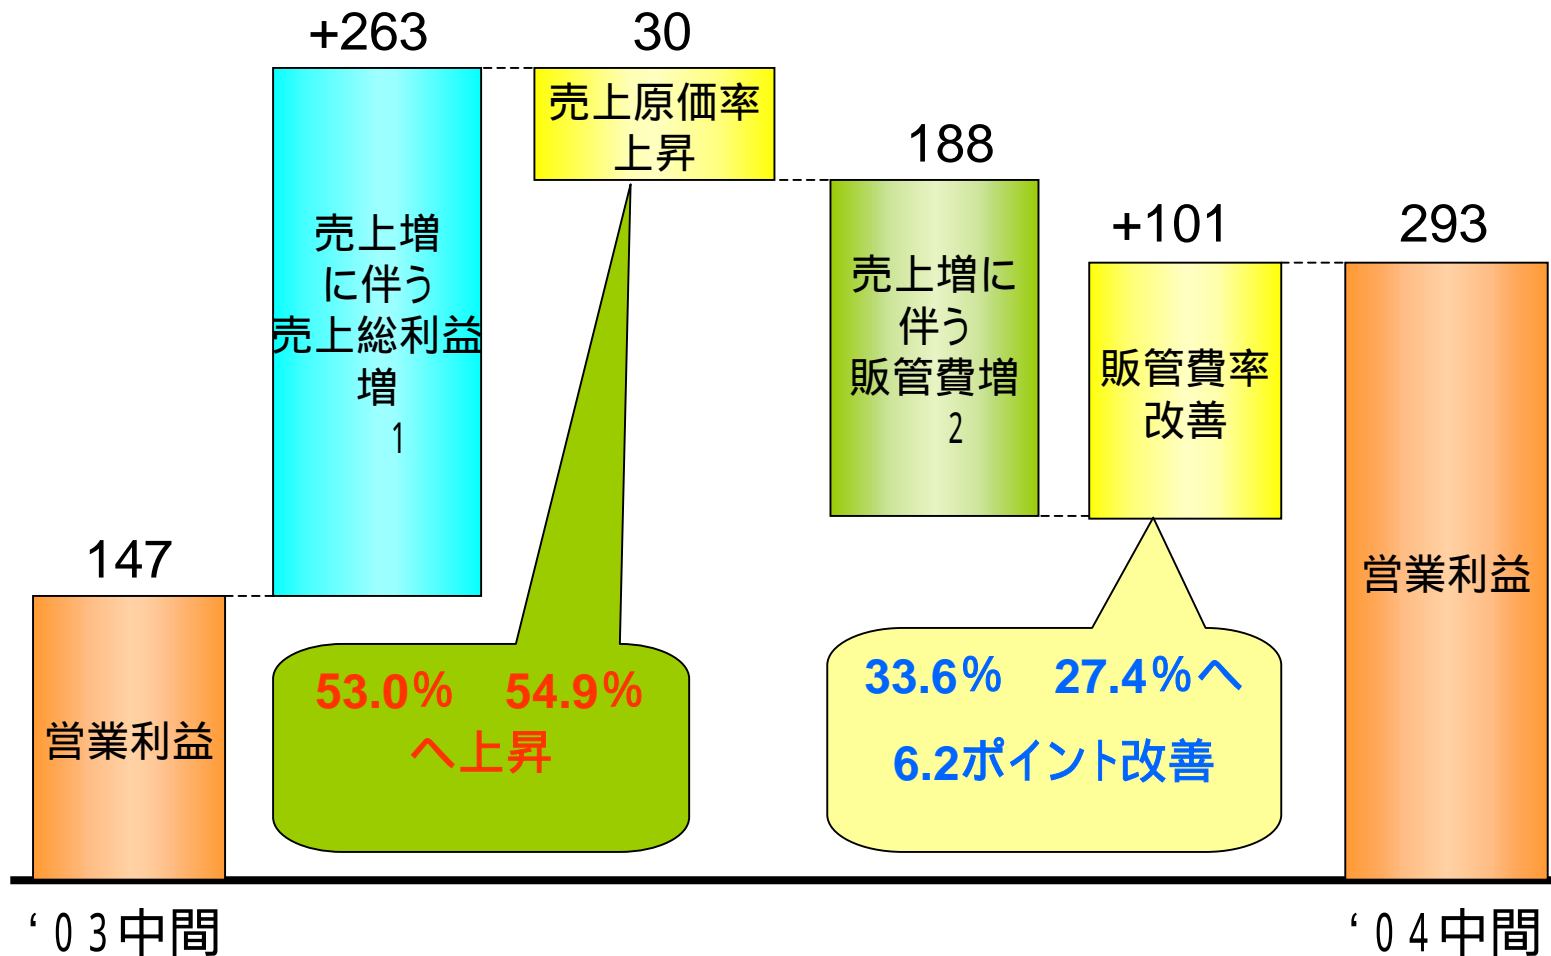 +263
30
188
+101
293
147
売上増
に伴う
売上総利益
増
1
売上原価率
上昇
売上増に
伴う
販管費増
2
販管費率
改善
営業利益
営業利益
53.0% 54.9%
へ上昇
33.6% 27.4%へ
6.2ポイント改善
‘03中間
‘04中間